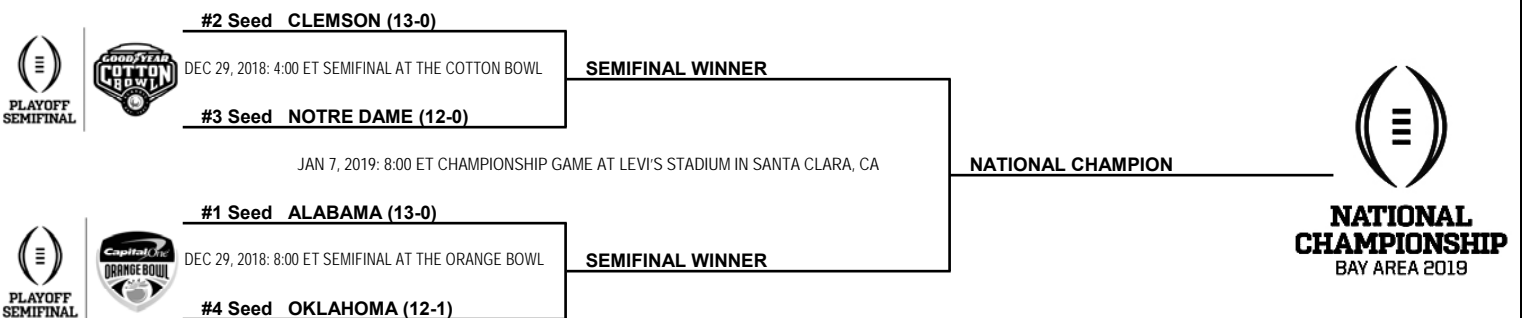 #2 Seed CLEMSON (13-0)
GOODYEAR
COTTON
BOWL
DEC 29, 2018: 4:00 ET SEMIFINAL AT THE COTTON BOWL
SEMIFINAL WINNER
PLAYOFF
SEMIFINAL
#3 Seed NOTRE DAME (12-0)
JAN 7, 2019: 8:00 ET CHAMPIONSHIP GAME AT LEVI'S STADIUM IN SANTA CLARA, CA
NATIONAL CHAMPION
#1 Seed ALABAMA (13-0)
NATIONAL
CHAMPIONSHIP
BAY AREA 2019
Capital One
ORANGE BOWL
DEC 29, 2018: 8:00 ET SEMIFINAL AT THE ORANGE BOWL
SEMIFINAL WINNER
PLAYOFF
SEMIFINAL
#4 Seed OKLAHOMA (12-1)